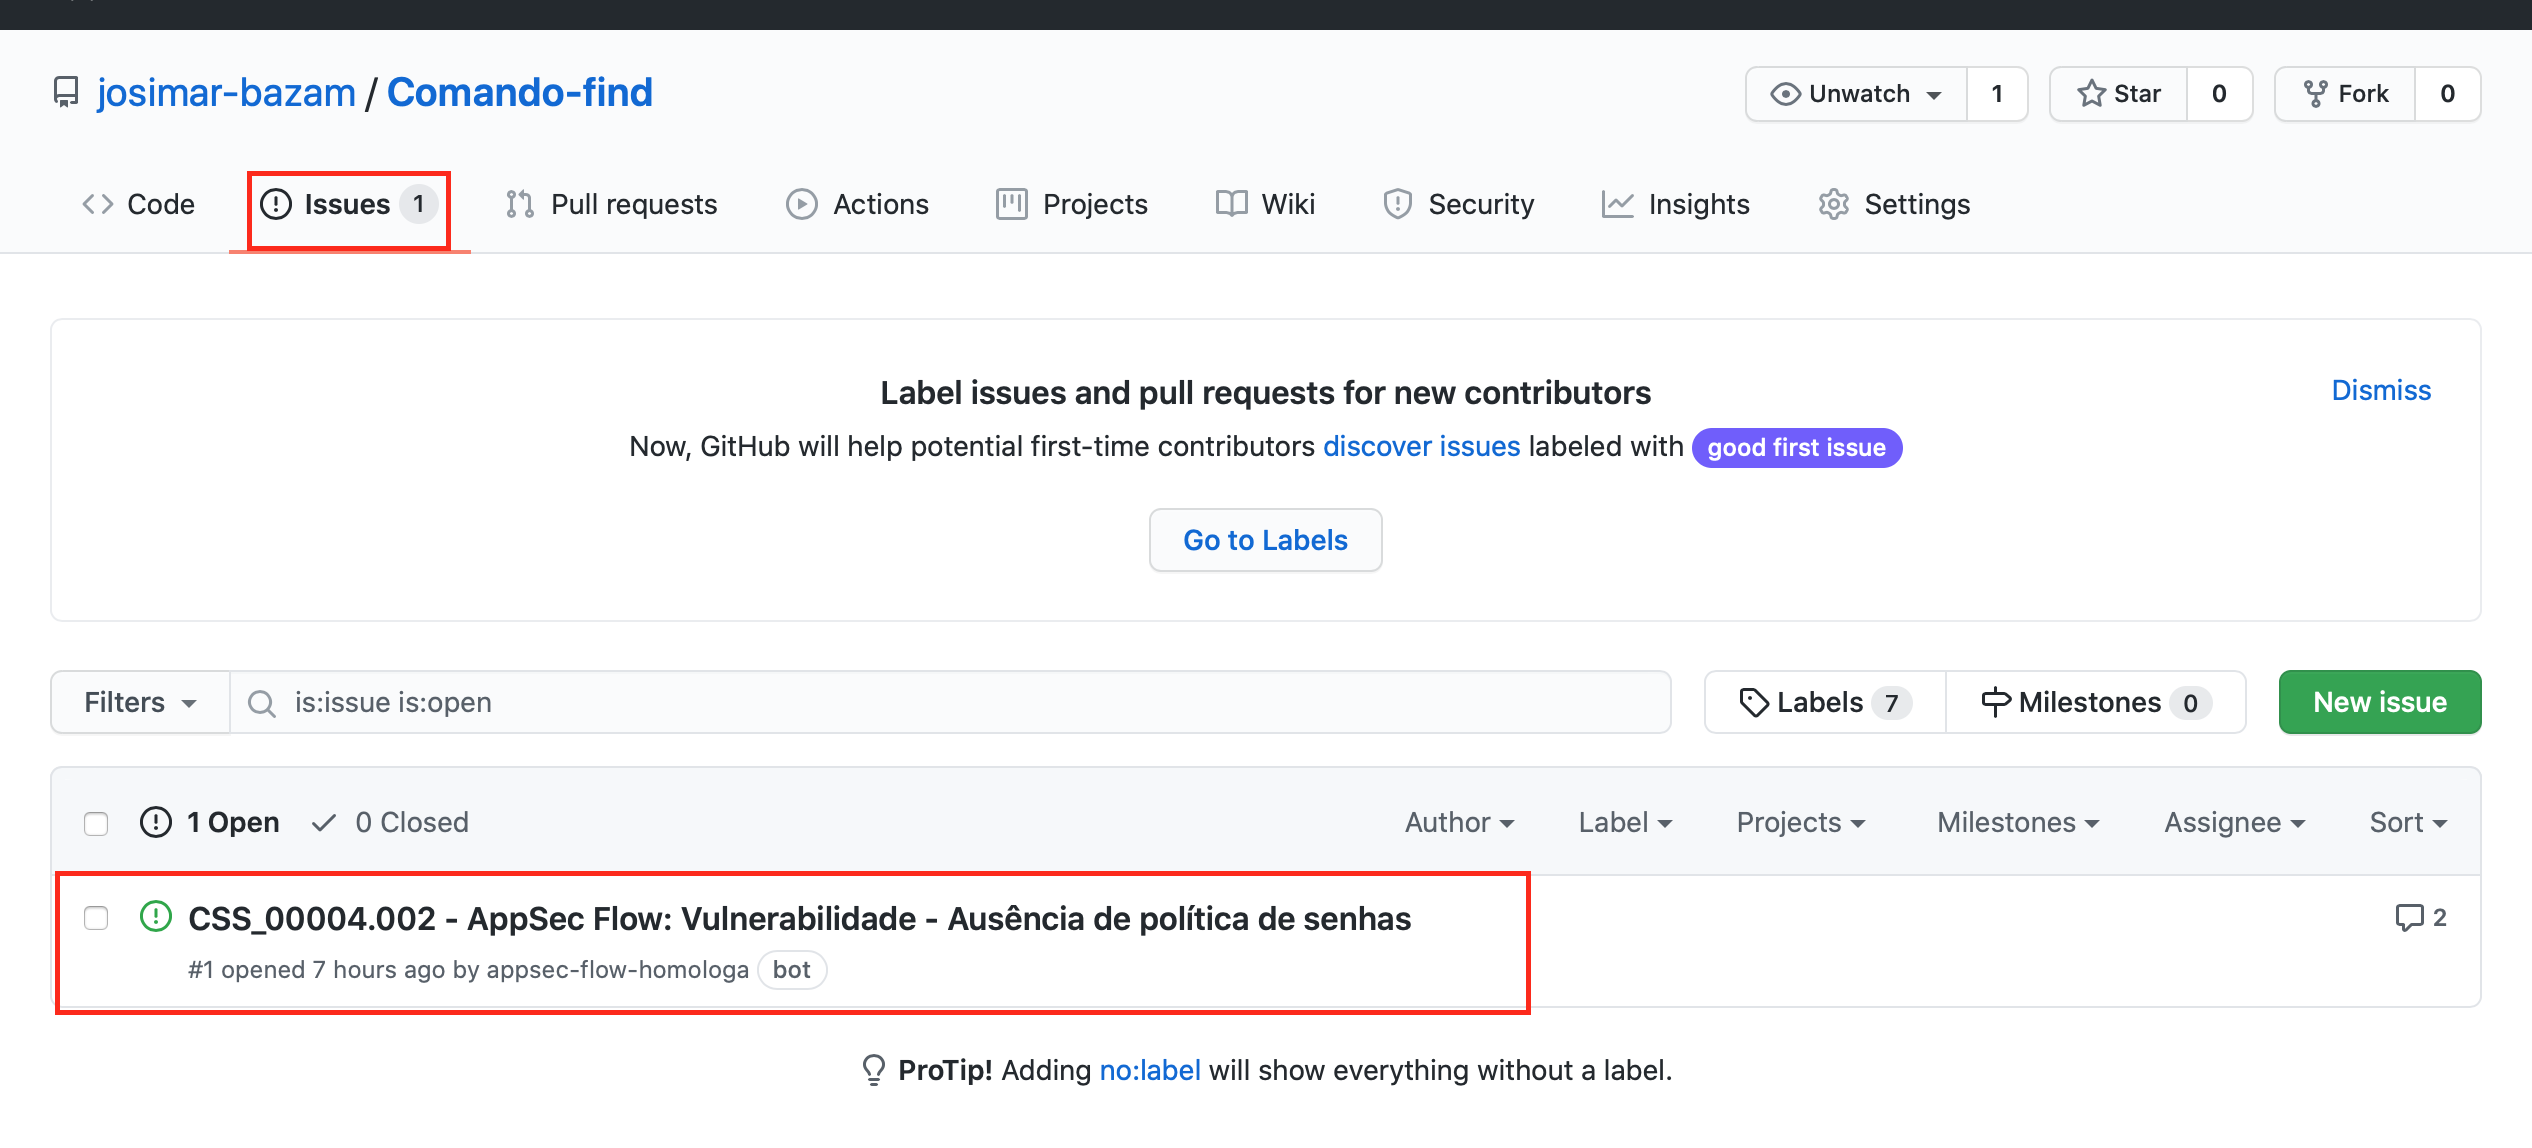 josimar-bazam / Comando-find
Unwatch 1 Star 0 Fork 0
Code Issues 1 Pull requests Actions Projects Wiki Security Insights Settings
Label issues and pull requests for new contributors
Dismiss
Now, GitHub will help potential first-time contributors discover issues labeled with good first issue
Go to Labels
Filters is:issue is:open Labels 7 Milestones 0 New issue
1 Open 0 Closed Author Label Projects Milestones Assignee Sort
CSS_00004.002 - AppSec Flow: Vulnerabilidade - Ausência de política de senhas 2
#1 opened 7 hours ago by appsec-flow-homologa bot
ProTip! Adding no:label will show everything without a label.